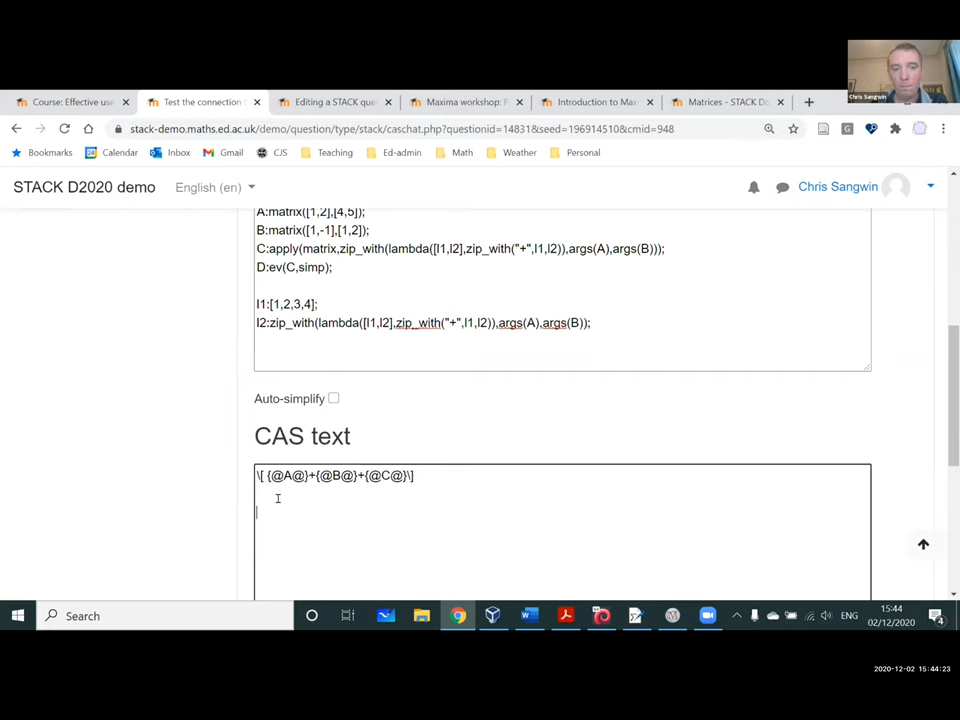 Chris Sangwin
Course: Effective use
Test the connection
Editing a STACK que
Maxima workshop: P
Introduction to Max
Matrices - STACK Do
stack-demo.maths.ed.ac.uk/demo/question/type/stack/caschat.php?questionid=14831&seed=196914510&cmid=948
Bookmarks
Calendar
Inbox
Gmail
CJS
Teaching
Ed-admin
Math
Weather
Personal
STACK D2020 demo
English (en)
Chris Sangwin
A:matrix([1,2],[4,5]);
B:matrix([1,-1],[1,2]);
C:apply(matrix,zip_with(lambda([l1,l2],zip_with("+",l1,l2)),args(A),args(B)));
D:ev(C,simp);
l1:[1,2,3,4];
l2:zip_with(lambda([l1,l2],zip_with("+",l1,l2)),args(A),args(B));
Auto-simplify
CAS text
\[ {@A@}+{@B@}+{@C@}\]
Search
ENG
15:44
02/12/2020
4
2020-12-02 15:44:23